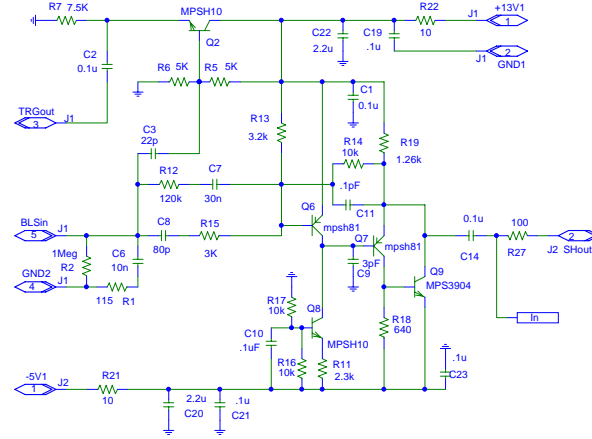 R7 7.5K
MPSH10
Q2
R22
10
J1
+13V1
1
C22
2.2u
C19
.1u
J1
2
GND1
C2
0.1u
R6
5K
R5
5K
C1
0.1u
TRGout
3
J1
R13
3.2k
R14
10k
R19
1.26k
C3
22p
R12
120k
C7
30n
.1pF
C11
Q6
mpsh81
BLSin
5
J1
C8
80p
R15
3K
Q7
mpsh81
0.1u
C14
100
R27
J2
2
SHout
1Meg
R2
C6
10n
3pF
C9
Q9
MPS3904
GND2
4
J1
115
R1
R17
10k
Q8
MPSH10
R18
640
In
C10
.1uF
R16
10k
R11
2.3k
.1u
C23
-5V1
1
J2
R21
10
2.2u
C20
.1u
C21